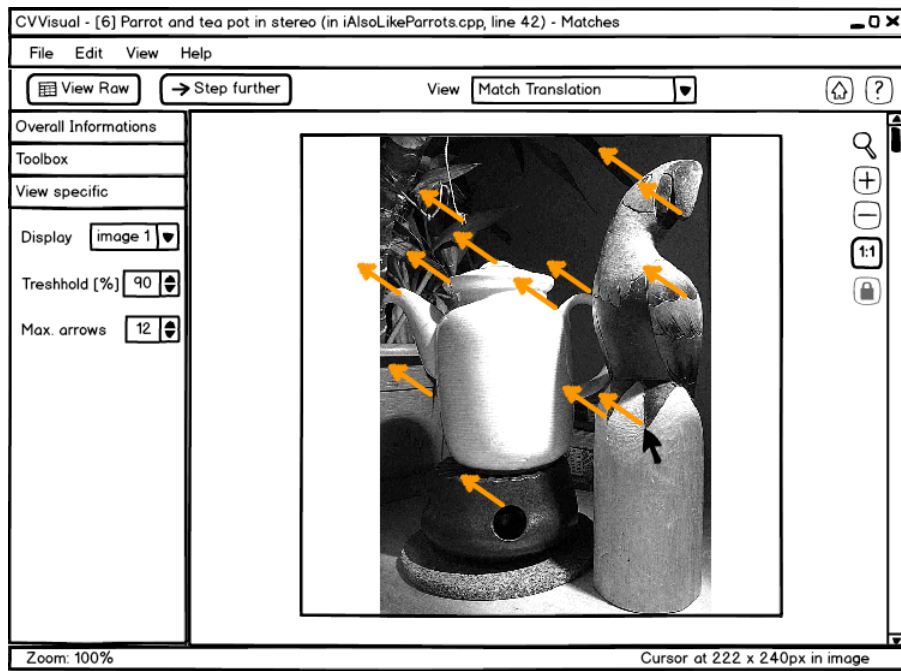 CVVisual - [6] Parrot and tea pot in stereo (in iAlsoLikeParrots.cpp, line 42) - Matches
File Edit View Help
View Raw
Step further
View Match Translation
?
Overall Informations
Toolbox
View specific
Display image 1
Treshhold [%] 90
Max. arrows 12
1:1
Zoom: 100%
Cursor at 222 x 240px in image